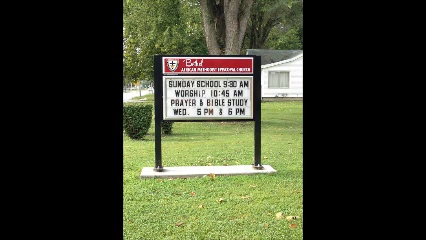 Bethel
AFRICAN METHODIST EPISCOPAL CHURCH
SUNDAY SCHOOL 9:30 AM
WORSHIP 10:45 AM
PRAYER & BIBLE STUDY
WED. 5 PM & 6 PM